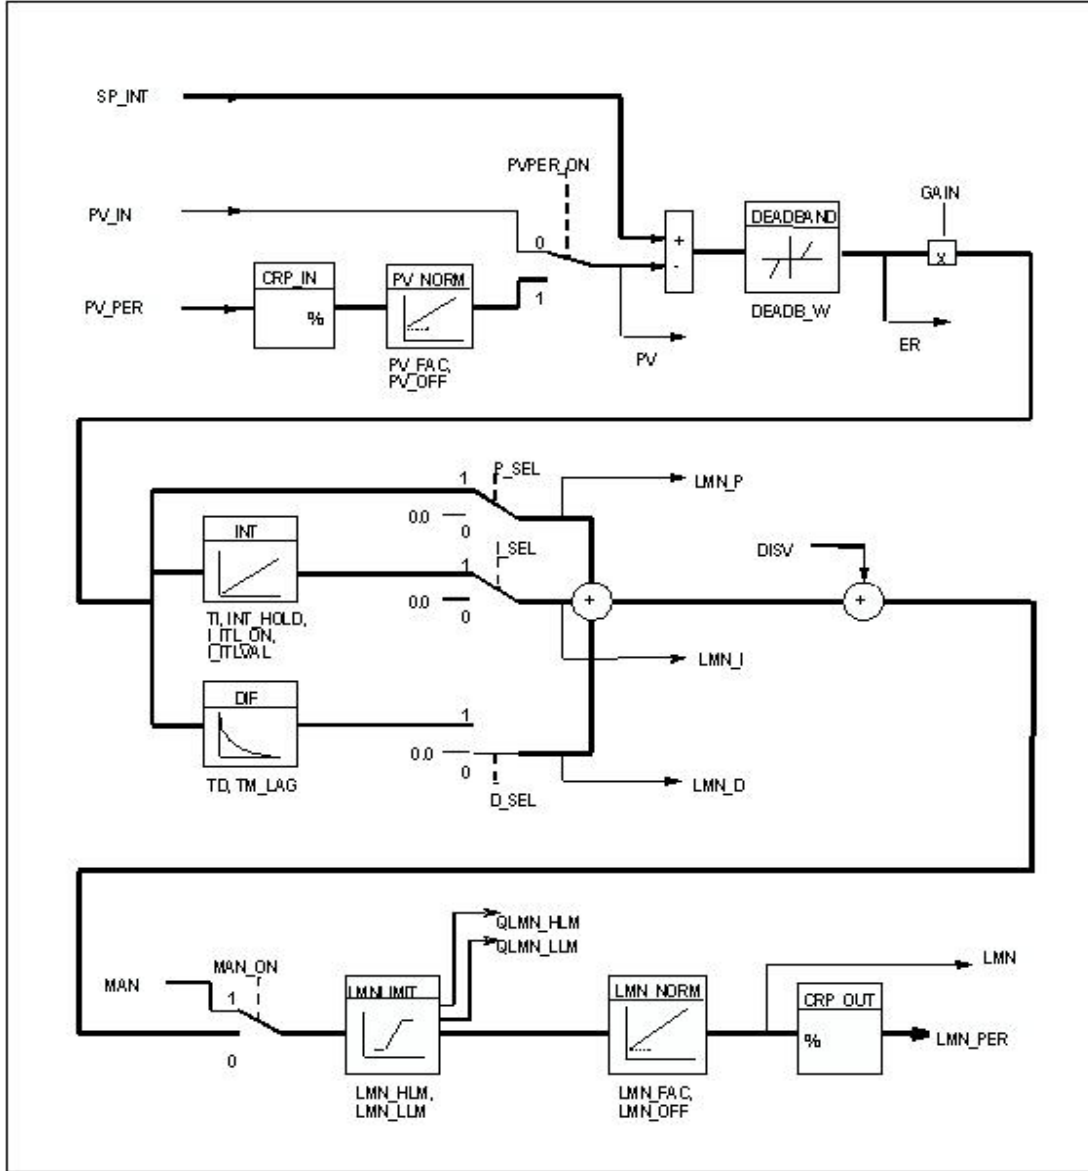 SP_INT
PVPER_ON
GAIN
PV_IN
0
+
-
DEADBAND
X
CRP_IN
%
PV_NORM
PV_PER
1
DEADB_W
PV_FAC,
PV_OFF
PV
ER
1
P_SEL
LMN_P
0.0
0
INT
I_SEL
1
DISV
0.0
0
+
+
TI, INT_HOLD,
I_ITL_ON,
I_ITLVAL
LMN_I
DIF
1
0.0
0
TD, TM_LAG
D_SEL
LMN_D
QLMN_HLM
QLMN_LLM
MAN
MAN_ON
1
0
LMNLIMIT
LMN_NORM
LMN
CRP_OUT
%
LMN_PER
LMN_HLM,
LMN_LLM
LMN_FAC,
LMN_OFF